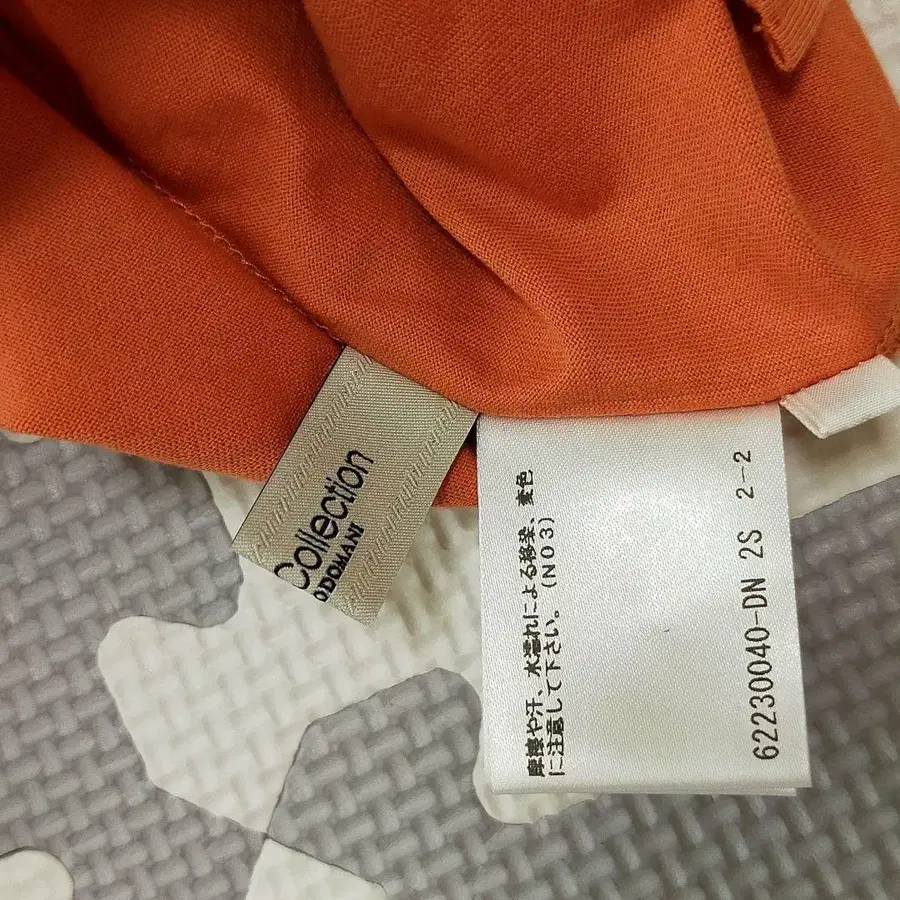 Collection
ODDMANI
摩擦や汗、水濡れによる移染、変色
に注意して下さい。(N03)
62230040-DN 2S 2-2